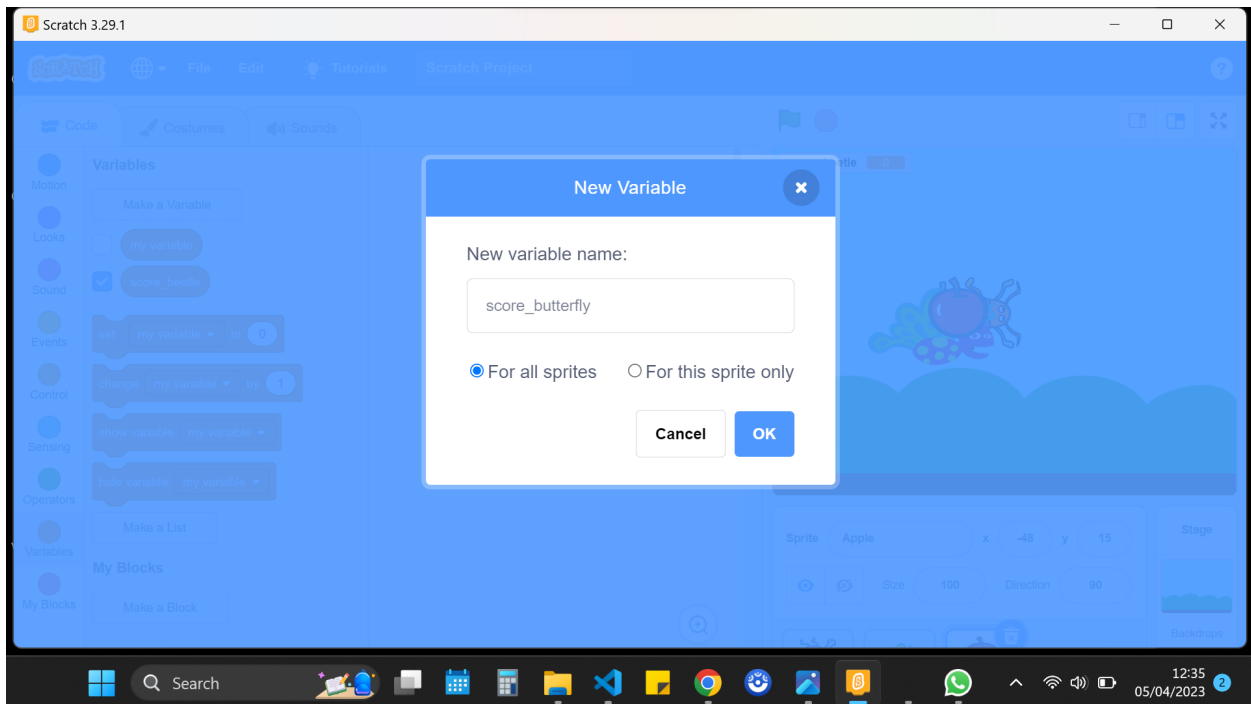 Scratch 3.29.1
SCRATCH File Edit Tutorials Scratch Project ?
Code Costumes Sounds
Motion
Looks
Sound
Events
Control
Sensing
Operators
Variables
My Blocks
Variables
Make a Variable
my variable
score_beetle
set my variable to 0
change my variable by 1
show variable my variable
hide variable my variable
Make a List
My Blocks
Make a Block
New Variable
New variable name:
score_butterfly
For all sprites For this sprite only
Cancel OK
etle 0
Sprite Apple x -48 y 15
Size 100 Direction 90
Stage
Backdrops
Search
12:35
05/04/2023 2